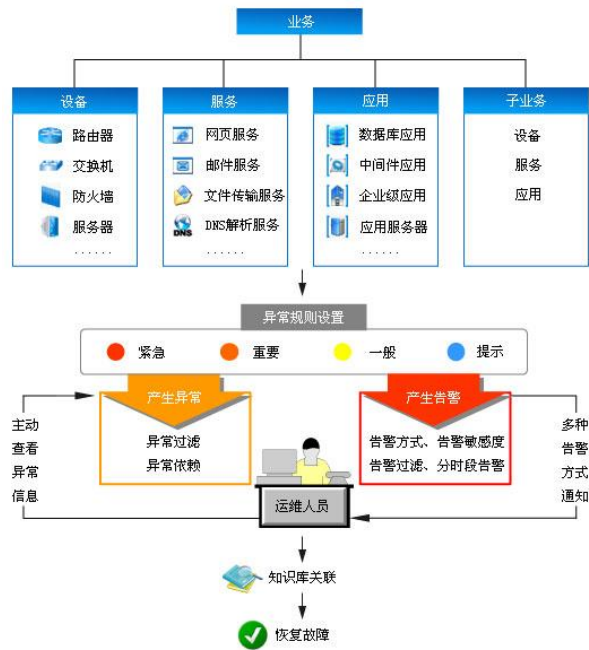 业务
设备
路由器
交换机
防火墙
服务器
......
服务
网页服务
邮件服务
文件传输服务
DNS
DNS解析服务
......
应用
数据库应用
中间件应用
企业级应用
应用服务器
......
子业务
设备
服务
应用
异常规则设置
紧急
重要
一般
提示
产生异常
异常过滤
异常依赖
产生告警
告警方式、告警敏感度
告警过滤、分时段告警
主动
查看
异常
信息
多种
告警
方式
通知
运维人员
知识库关联
恢复故障